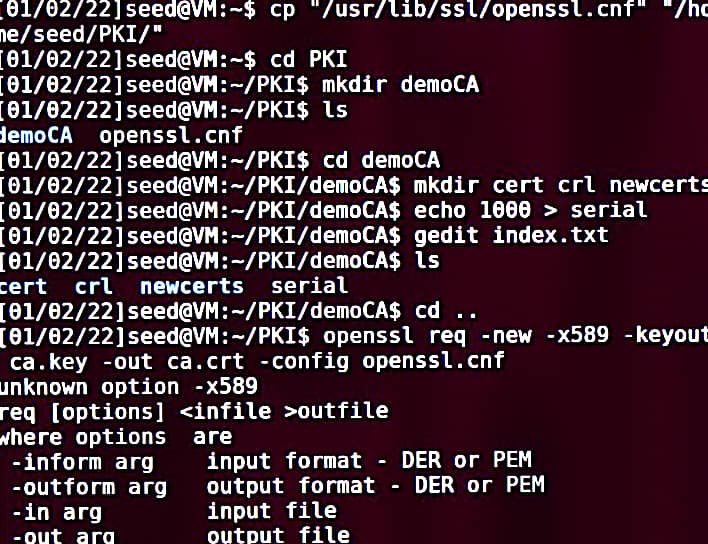 [01/02/22]seed@VM:~$ cp "/usr/lib/ssl/openssl.cnf" "/ho
me/seed/PKI/"
[01/02/22]seed@VM:~$ cd PKI
[01/02/22]seed@VM:~/PKI$ mkdir demoCA
[01/02/22]seed@VM:~/PKI$ ls
demoCA  openssl.cnf
[01/02/22]seed@VM:~/PKI$ cd demoCA
[01/02/22]seed@VM:~/PKI/demoCA$ mkdir cert crl newcerts
[01/02/22]seed@VM:~/PKI/demoCA$ echo 1000 > serial
[01/02/22]seed@VM:~/PKI/demoCA$ gedit index.txt
[01/02/22]seed@VM:~/PKI/demoCA$ ls
cert  crl  newcerts  serial
[01/02/22]seed@VM:~/PKI/demoCA$ cd ..
[01/02/22]seed@VM:~/PKI$ openssl req -new -x589 -keyout
 ca.key -out ca.crt -config openssl.cnf
unknown option -x589
req [options] <infile >outfile
where options  are
 -inform arg    input format - DER or PEM
 -outform arg   output format - DER or PEM
 -in arg        input file
 -out arg       output file